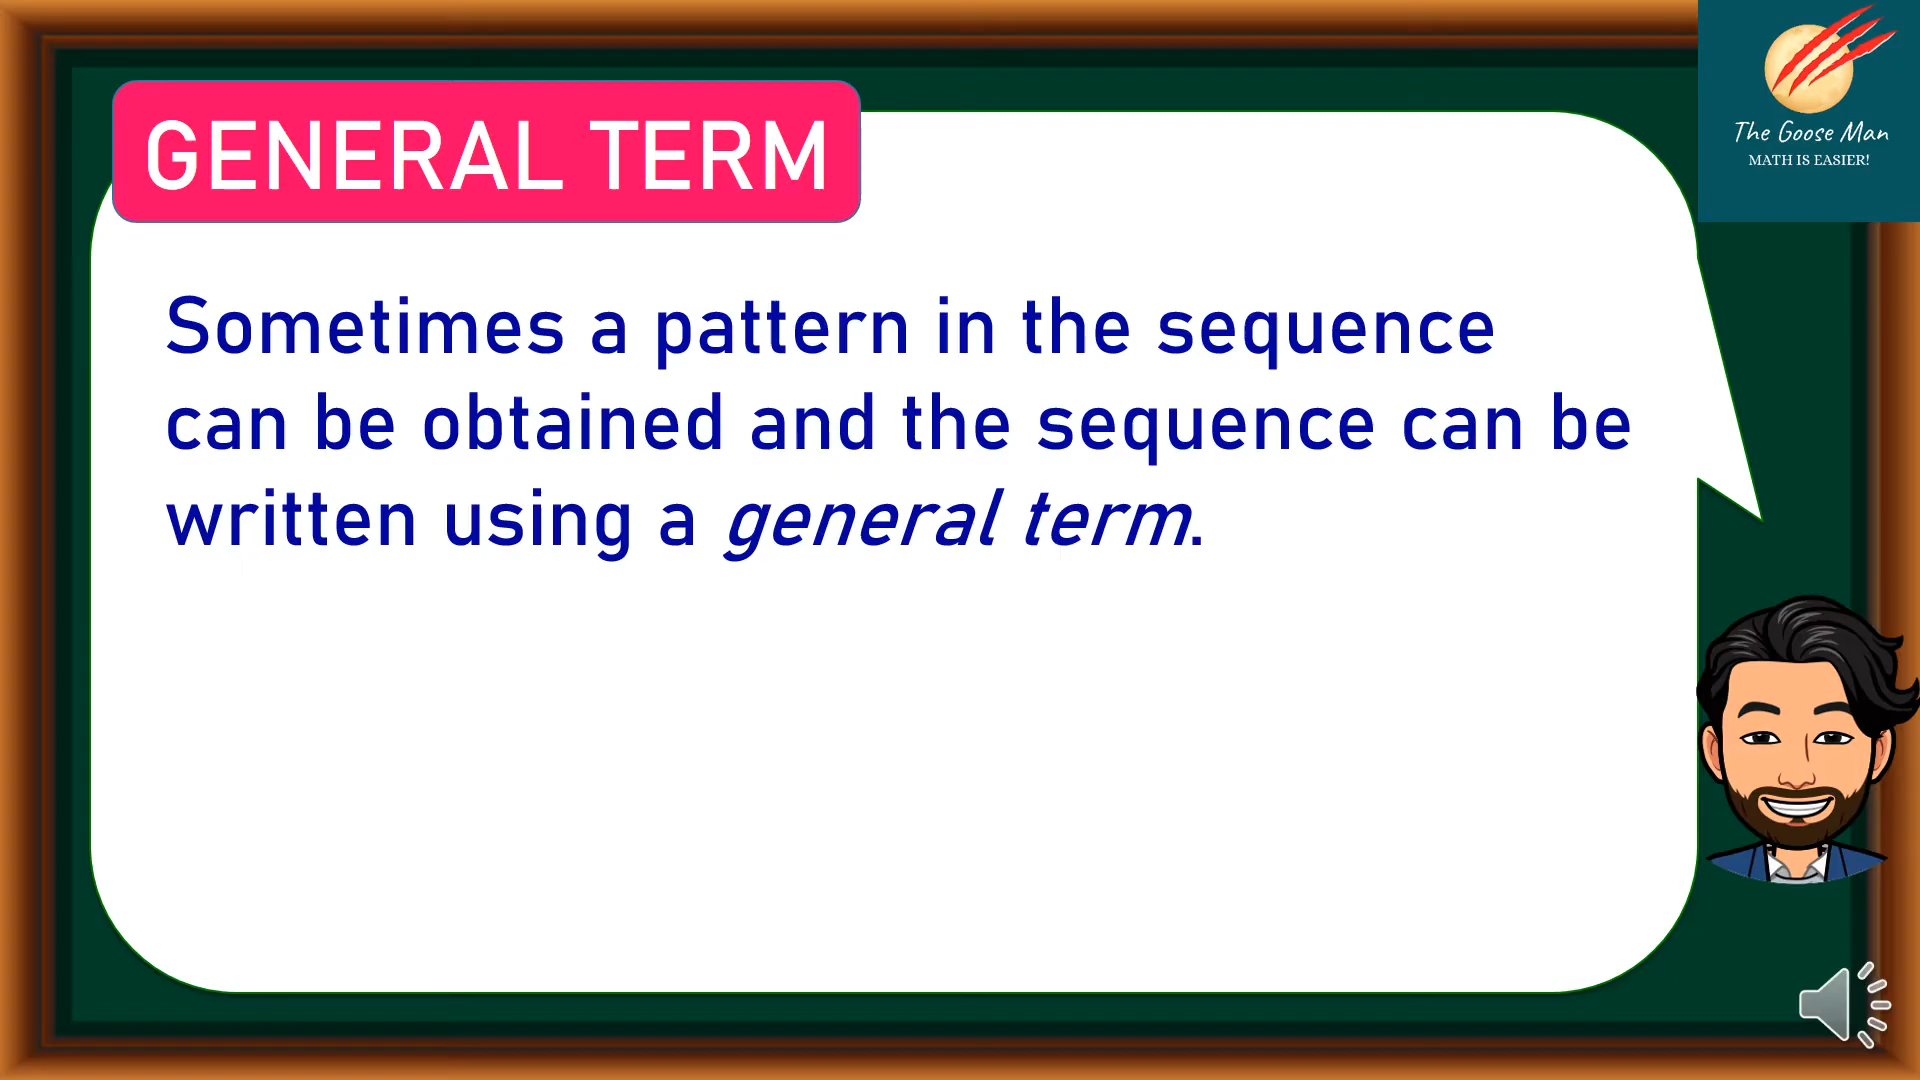 GENERAL TERM
The Goose Man
MATH IS EASIER!
Sometimes a pattern in the sequence
can be obtained and the sequence can be
written using a general term.